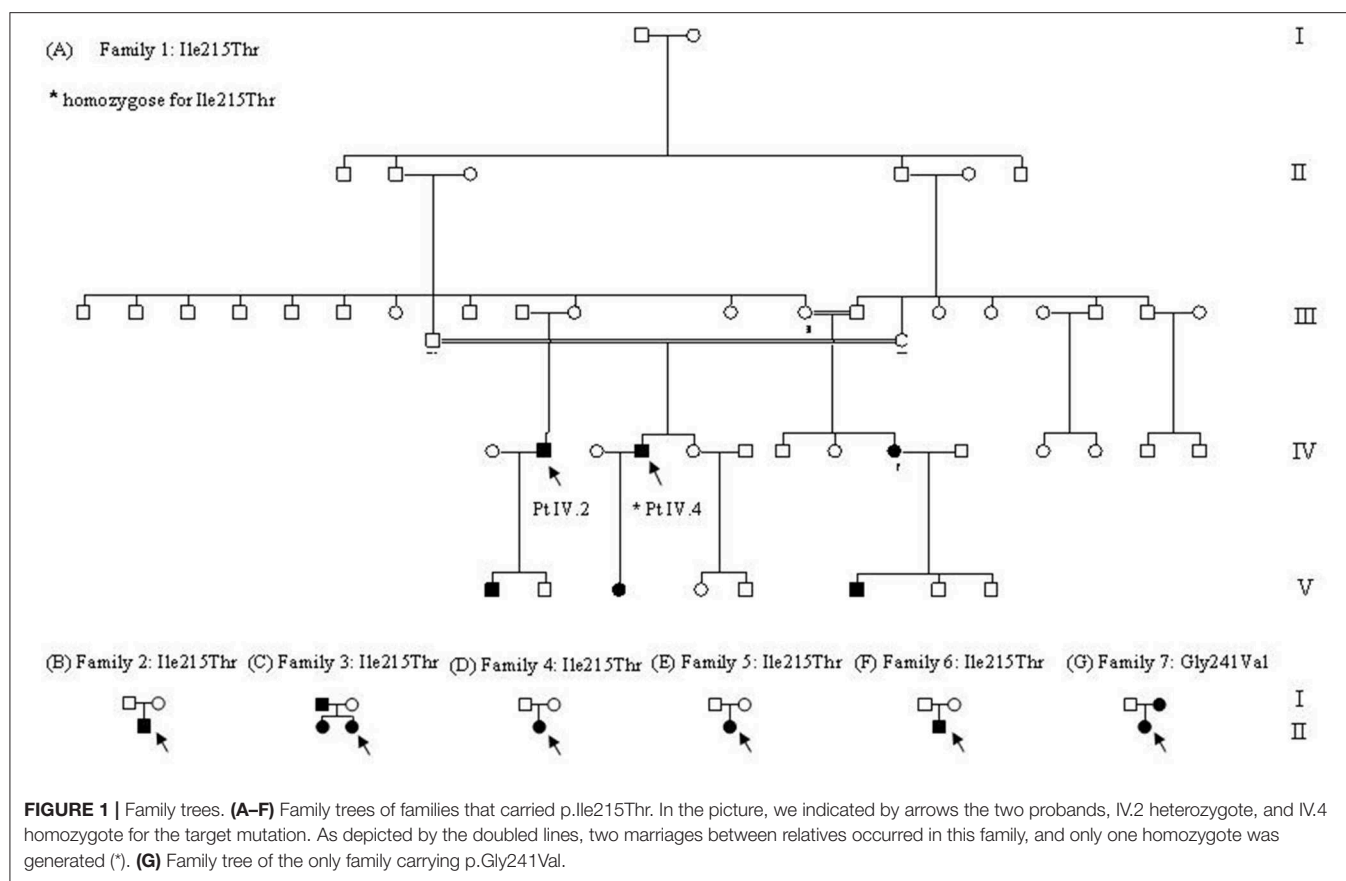 (A) Family 1: Ile215Thr
* homozygose for Ile215Thr
I
II
III
IV
Pt IV.2
* Pt IV.4
V
(B) Family 2: Ile215Thr (C) Family 3: Ile215Thr (D) Family 4: Ile215Thr (E) Family 5: Ile215Thr (F) Family 6: Ile215Thr (G) Family 7: Gly241Val
I
II
FIGURE 1 | Family trees. (A–F) Family trees of families that carried p.Ile215Thr. In the picture, we indicated by arrows the two probands, IV.2 heterozygote, and IV.4
homozygote for the target mutation. As depicted by the doubled lines, two marriages between relatives occurred in this family, and only one homozygote was
generated (*). (G) Family tree of the only family carrying p.Gly241Val.